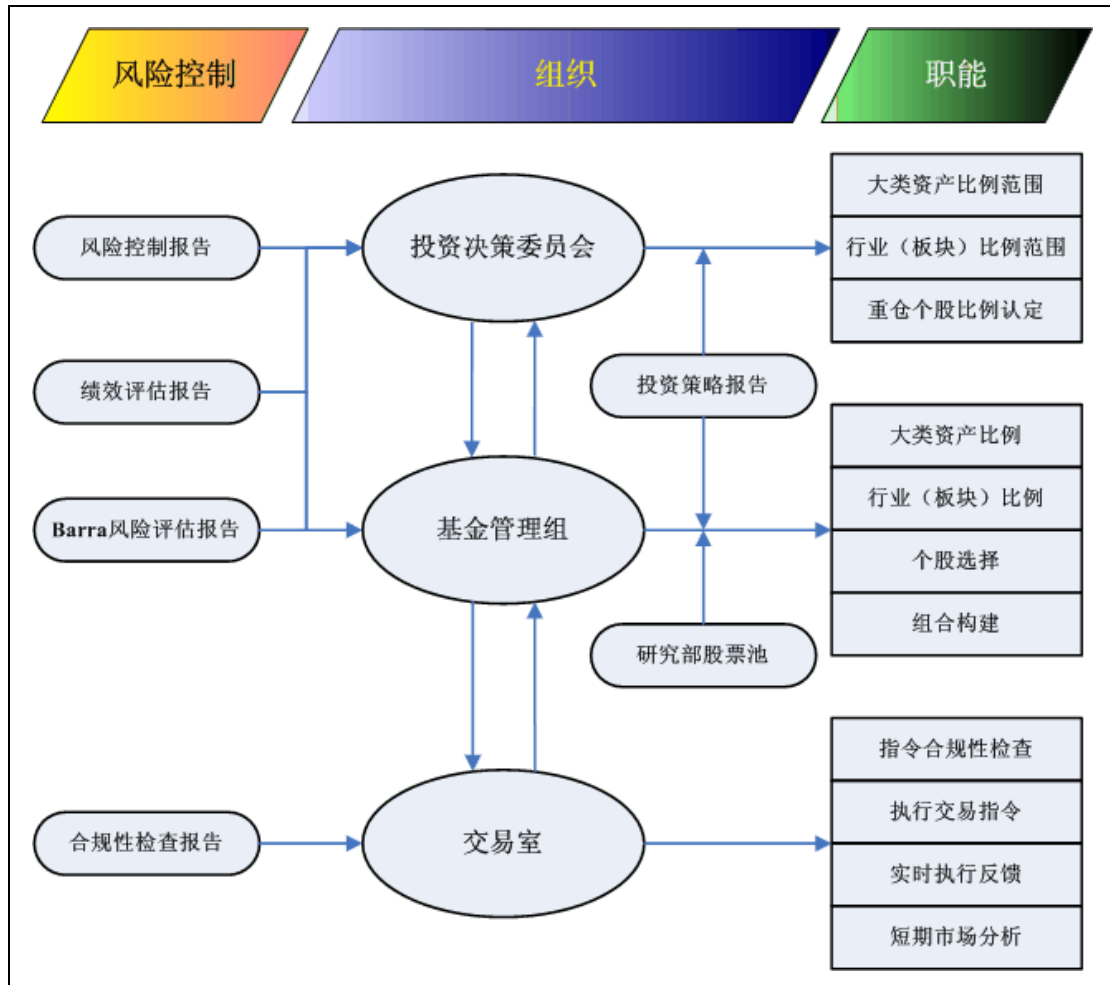 风险控制
组织
职能
风险控制报告
绩效评估报告
Barra风险评估报告
合规性检查报告
投资决策委员会
基金管理组
交易室
投资策略报告
研究部股票池
大类资产比例范围
行业（板块）比例范围
重仓个股比例认定
大类资产比例
行业（板块）比例
个股选择
组合构建
指令合规性检查
执行交易指令
实时执行反馈
短期市场分析